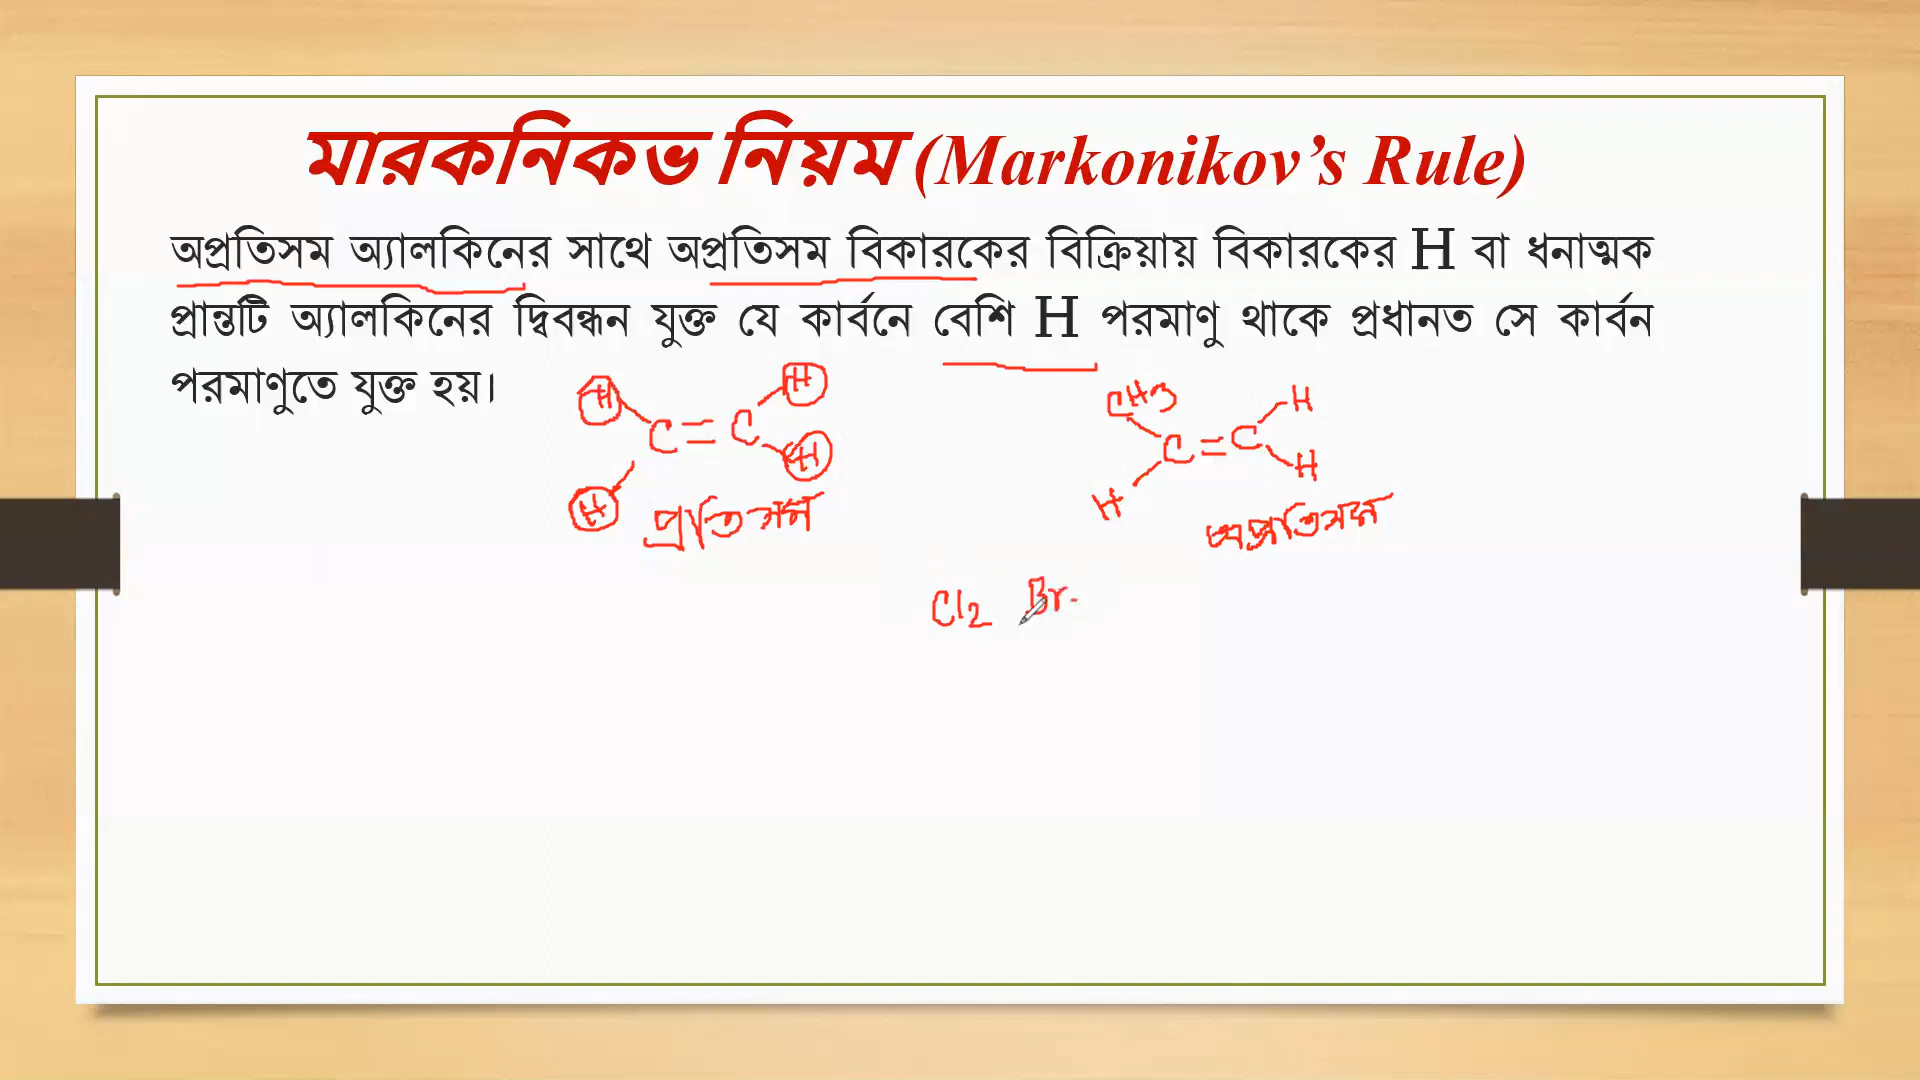 মারকনিকভ নিয়ম (Markonikov’s Rule)
অপ্রতিসম অ্যালকিনের সাথে অপ্রতিসম বিকারকের বিক্রিয়ায় বিকারকের H বা ধনাত্মক
প্রান্তটি অ্যালকিনের দ্বিবন্ধন যুক্ত যে কার্বনে বেশি H পরমাণু থাকে প্রধানত সে কার্বন
পরমাণুতে যুক্ত হয়।
H H
C = C
H H
প্রতিসম
CH3 H
C = C
H H
অপ্রতিসম
Cl2 Br-